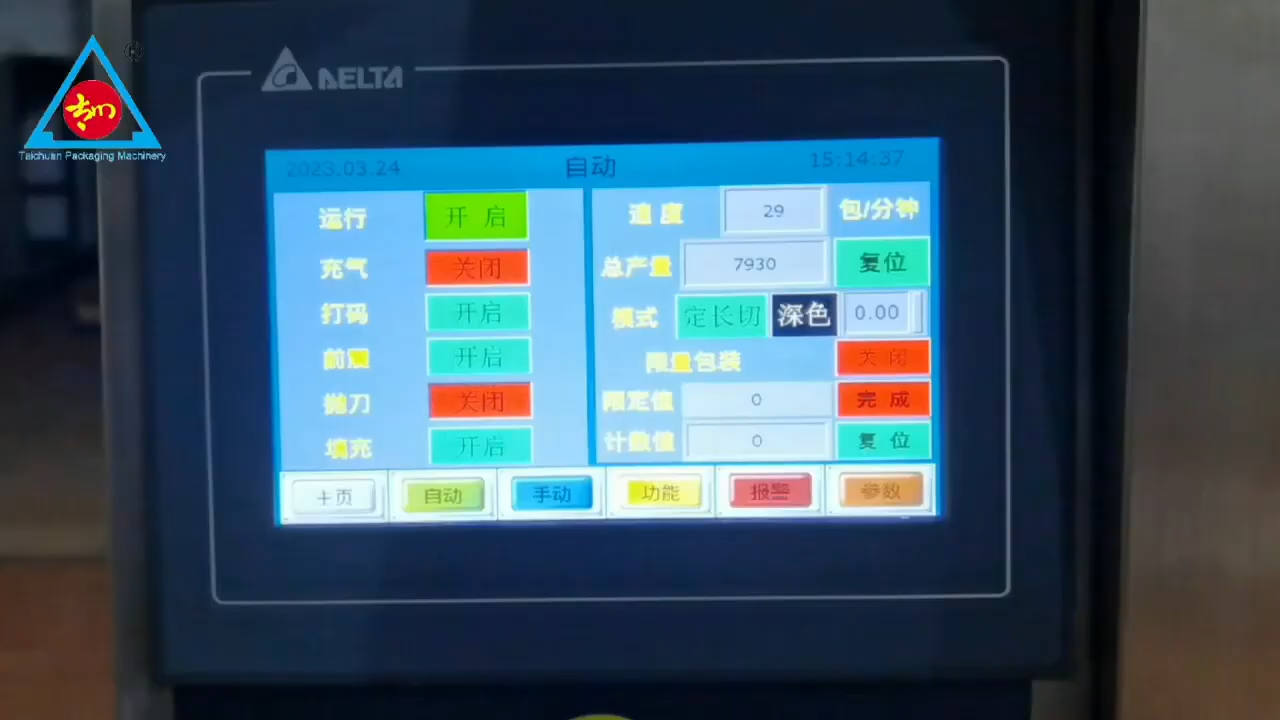 R
Taichuan Packaging Machinery
DELTA
2023.03.24 自动 15:14:37
运行 开启
充气 关闭
打码 开启
前震 开启
抛刀 关闭
填充 开启
速度 29 包/分钟
总产量 7930 复位
模式 定长切 深色 0.00
限量包装 关闭
限定值 0 完成
计数值 0 复位
主页 自动 手动 功能 报警 参数